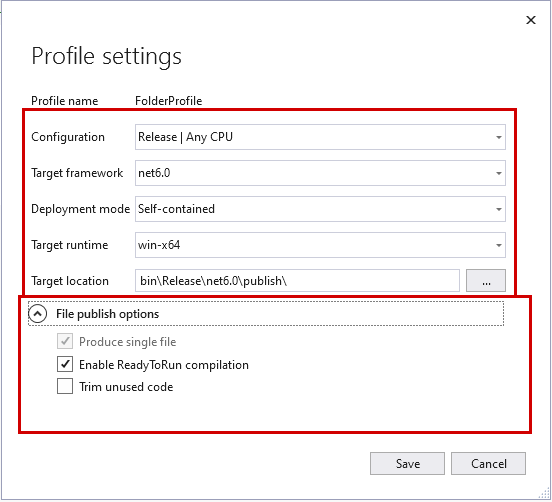 Profile settings
Profile name FolderProfile
Configuration Release | Any CPU
Target framework net6.0
Deployment mode Self-contained
Target runtime win-x64
Target location bin\Release\net6.0\publish\ ...
File publish options
Produce single file
Enable ReadyToRun compilation
Trim unused code
Save Cancel